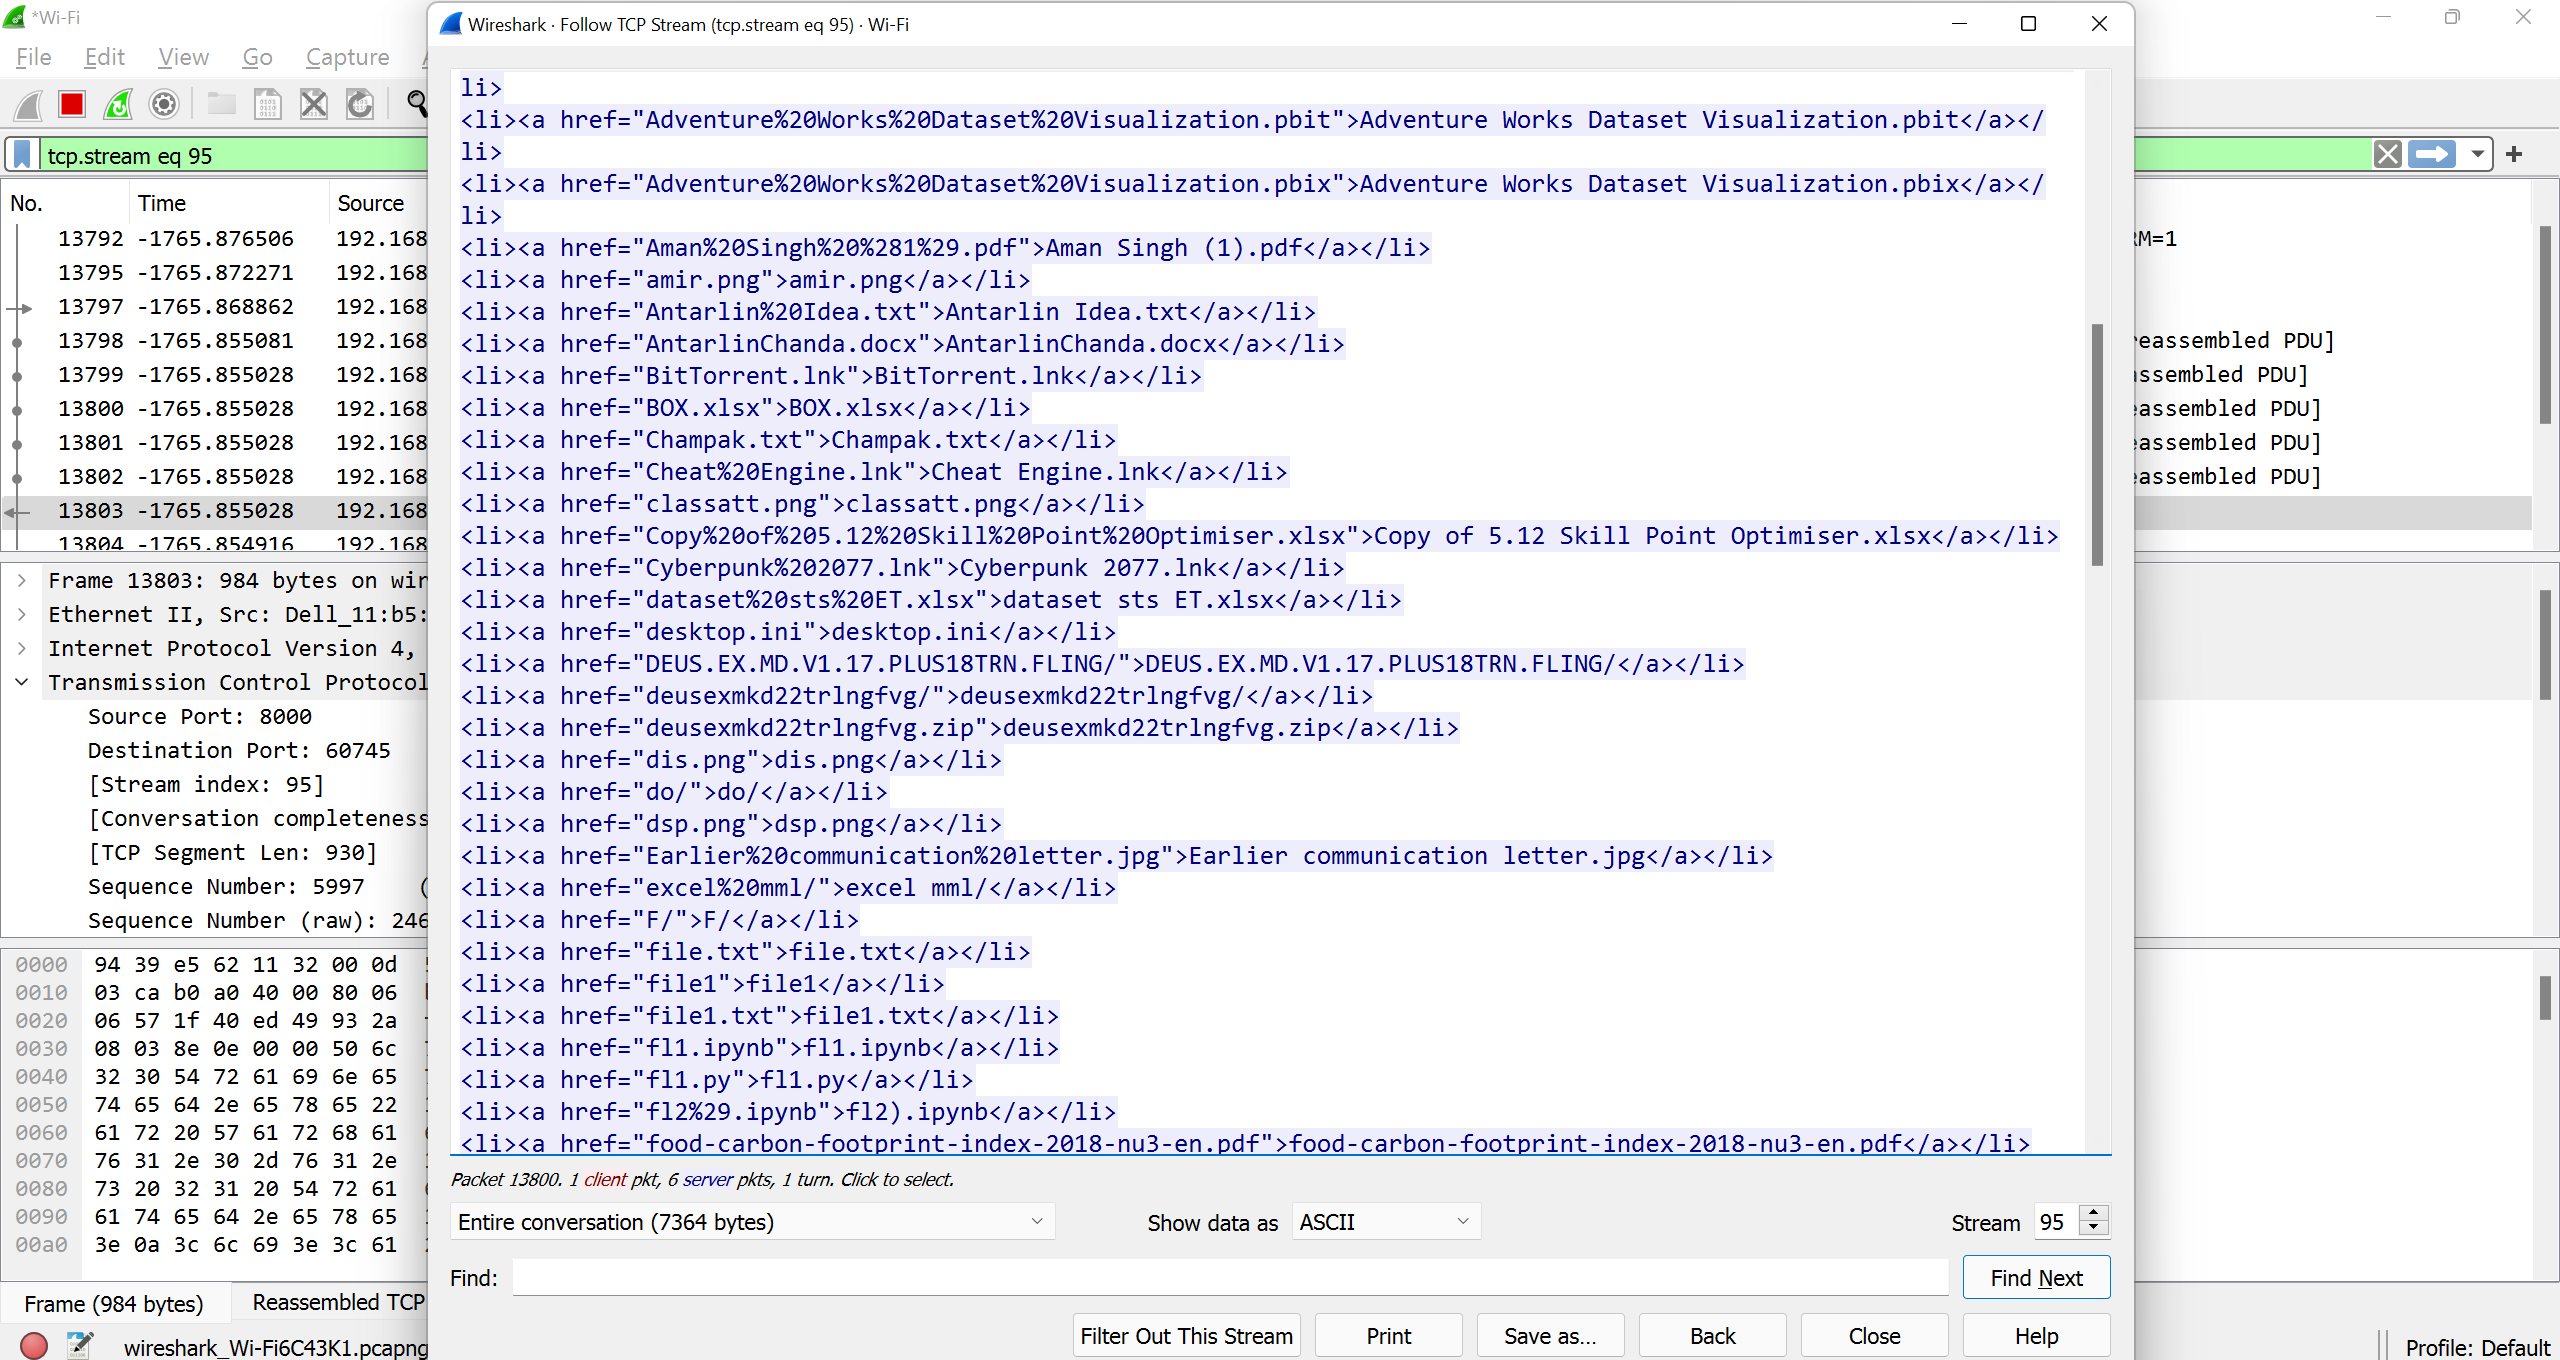 *Wi-Fi
File Edit View Go Capture
tcp.stream eq 95
No. Time Source
13792 -1765.876506 192.168
13795 -1765.872271 192.168
13797 -1765.868862 192.168
13798 -1765.855081 192.168
13799 -1765.855028 192.168
13800 -1765.855028 192.168
13801 -1765.855028 192.168
13802 -1765.855028 192.168
13803 -1765.855028 192.168
13804 -1765.854916 192.168
Frame 13803: 984 bytes on wir
Ethernet II, Src: Dell_11:b5:
Internet Protocol Version 4,
Transmission Control Protocol
Source Port: 8000
Destination Port: 60745
[Stream index: 95]
[Conversation completeness
[TCP Segment Len: 930]
Sequence Number: 5997 (
Sequence Number (raw): 246
0000 94 39 e5 62 11 32 00 0d
0010 03 ca b0 a0 40 00 80 06
0020 06 57 1f 40 ed 49 93 2a
0030 08 03 8e 0e 00 00 50 6c
0040 32 30 54 72 61 69 6e 65
0050 74 65 64 2e 65 78 65 22
0060 61 72 20 57 61 72 68 61
0070 76 31 2e 30 2d 76 31 2e
0080 73 20 32 31 20 54 72 61
0090 61 74 65 64 2e 65 78 65
00a0 3e 0a 3c 6c 69 3e 3c 61
Frame (984 bytes) Reassembled TCP
wireshark_Wi-Fi6C43K1.pcapng
Wireshark · Follow TCP Stream (tcp.stream eq 95) · Wi-Fi
li>
<li><a href="Adventure%20Works%20Dataset%20Visualization.pbit">Adventure Works Dataset Visualization.pbit</a></
li>
<li><a href="Adventure%20Works%20Dataset%20Visualization.pbix">Adventure Works Dataset Visualization.pbix</a></
li>
<li><a href="Aman%20Singh%20%281%29.pdf">Aman Singh (1).pdf</a></li>
<li><a href="amir.png">amir.png</a></li>
<li><a href="Antarlin%20Idea.txt">Antarlin Idea.txt</a></li>
<li><a href="AntarlinChanda.docx">AntarlinChanda.docx</a></li>
<li><a href="BitTorrent.lnk">BitTorrent.lnk</a></li>
<li><a href="BOX.xlsx">BOX.xlsx</a></li>
<li><a href="Champak.txt">Champak.txt</a></li>
<li><a href="Cheat%20Engine.lnk">Cheat Engine.lnk</a></li>
<li><a href="classatt.png">classatt.png</a></li>
<li><a href="Copy%20of%205.12%20Skill%20Point%20Optimiser.xlsx">Copy of 5.12 Skill Point Optimiser.xlsx</a></li>
<li><a href="Cyberpunk%202077.lnk">Cyberpunk 2077.lnk</a></li>
<li><a href="dataset%20sts%20ET.xlsx">dataset sts ET.xlsx</a></li>
<li><a href="desktop.ini">desktop.ini</a></li>
<li><a href="DEUS.EX.MD.V1.17.PLUS18TRN.FLING/">DEUS.EX.MD.V1.17.PLUS18TRN.FLING/</a></li>
<li><a href="deusexmkd22trlngfvg/">deusexmkd22trlngfvg/</a></li>
<li><a href="deusexmkd22trlngfvg.zip">deusexmkd22trlngfvg.zip</a></li>
<li><a href="dis.png">dis.png</a></li>
<li><a href="do/">do/</a></li>
<li><a href="dsp.png">dsp.png</a></li>
<li><a href="Earlier%20communication%20letter.jpg">Earlier communication letter.jpg</a></li>
<li><a href="excel%20mml/">excel mml/</a></li>
<li><a href="F/">F/</a></li>
<li><a href="file.txt">file.txt</a></li>
<li><a href="file1">file1</a></li>
<li><a href="file1.txt">file1.txt</a></li>
<li><a href="fl1.ipynb">fl1.ipynb</a></li>
<li><a href="fl1.py">fl1.py</a></li>
<li><a href="fl2%29.ipynb">fl2).ipynb</a></li>
<li><a href="food-carbon-footprint-index-2018-nu3-en.pdf">food-carbon-footprint-index-2018-nu3-en.pdf</a></li>
Packet 13800. 1 client pkt, 6 server pkts, 1 turn. Click to select.
Entire conversation (7364 bytes) Show data as ASCII Stream 95
Find: Find Next
Filter Out This Stream Print Save as... Back Close Help
RM=1
reassembled PDU]
assembled PDU]
eassembled PDU]
eassembled PDU]
eassembled PDU]
Profile: Default